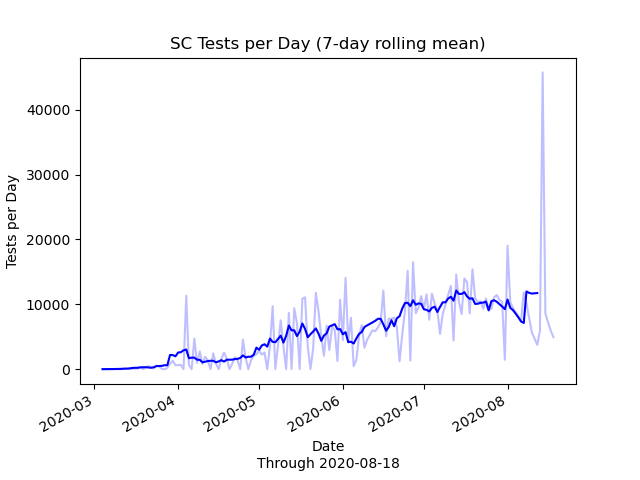 SC Tests per Day (7-day rolling mean)
Tests per Day
40000
30000
20000
10000
0
2020-03
2020-04
2020-05
2020-06
2020-07
2020-08
Date
Through 2020-08-18